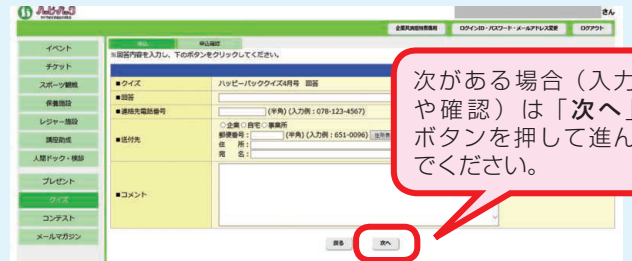 ハッピーパック
さん
企業共済担当者専用 ログインID・パスワード・メールアドレス変更 ログアウト
申込 申込確認
※回答内容を入力し、下のボタンをクリックしてください。
イベント
チケット
スポーツ観戦
保養施設
レジャー施設
講座助成
人間ドック・検診
プレゼント
クイズ
コンテスト
メールマガジン
■クイズ ハッピーパッククイズ4月号 回答
■回答
■連絡先電話番号 (半角) (入力例：078-123-4567)
■送付先 ○企業○自宅○事業所
郵便番号： (半角) (入力例：651-0096)
住 所：
宛 名：
■コメント
戻る 次へ
次がある場合（入力
や確認）は「次へ」
ボタンを押して進ん
でください。